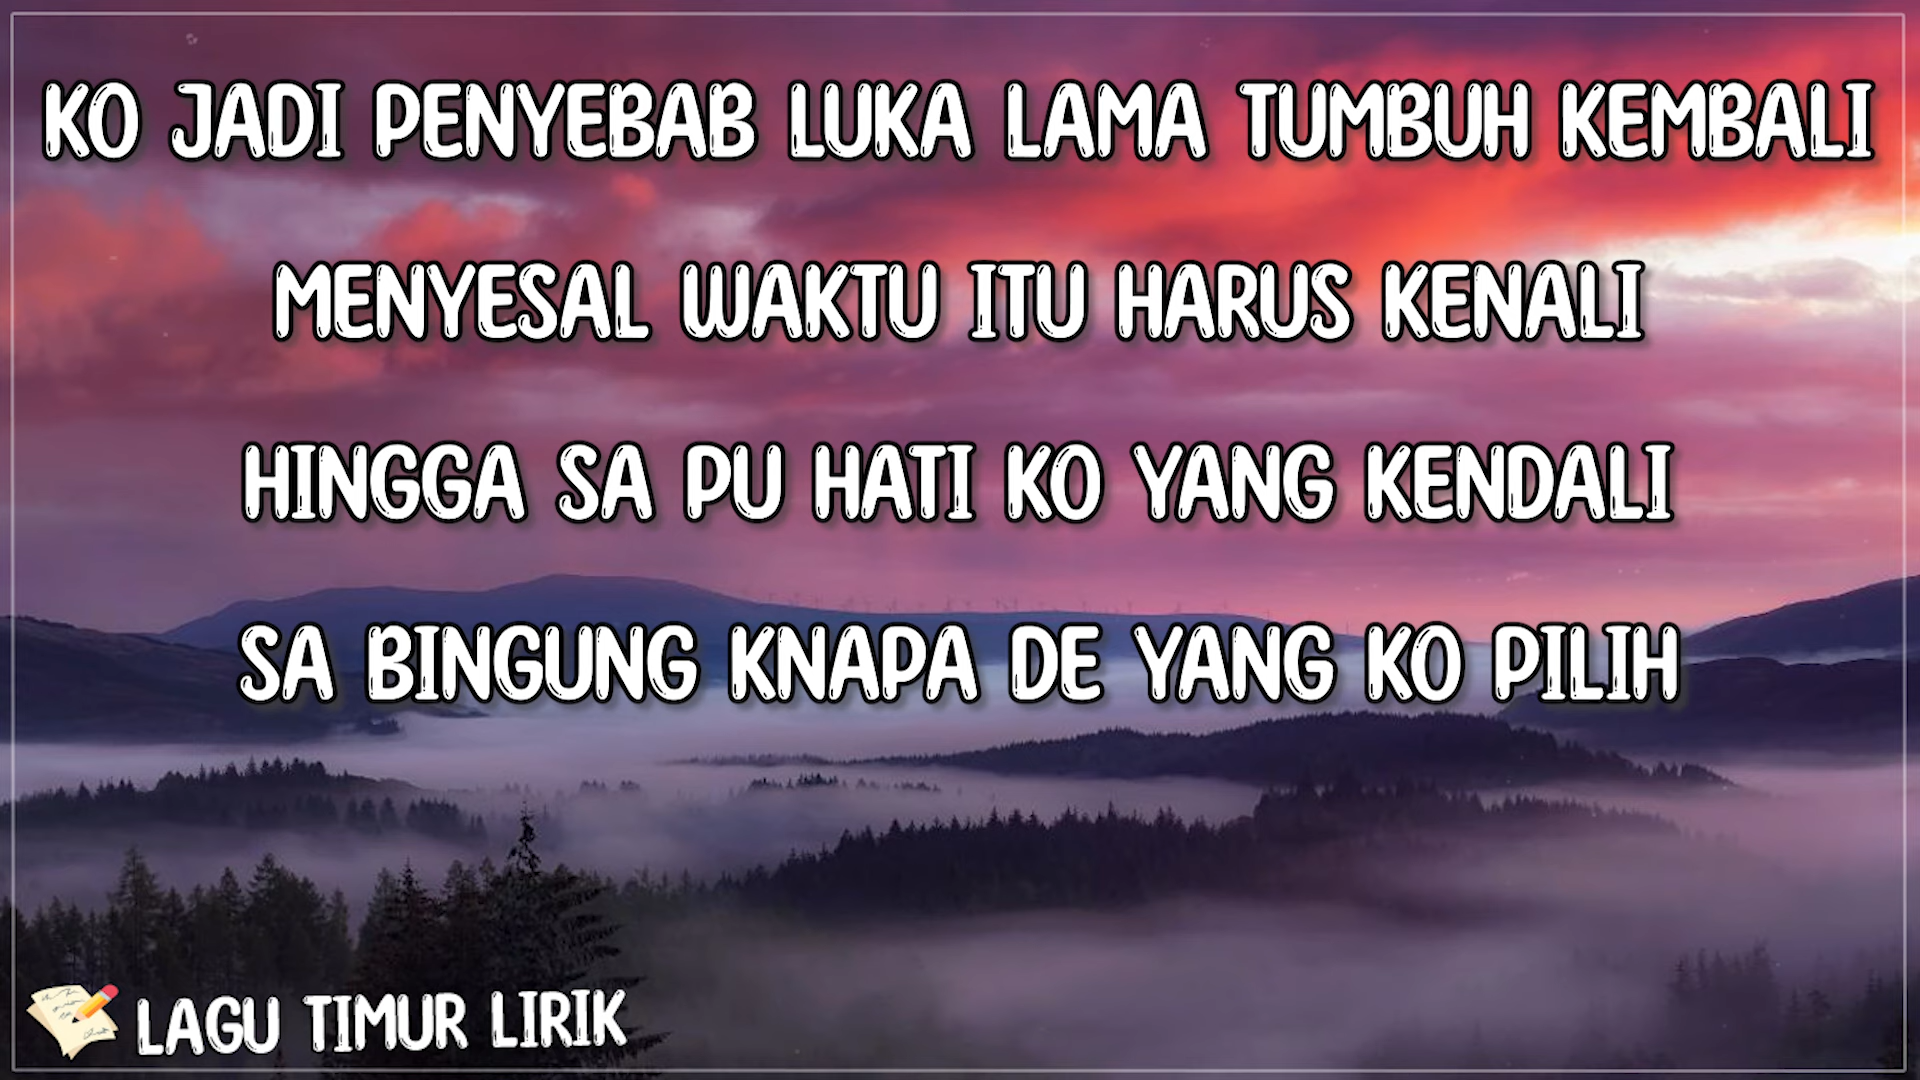 KO JADI PENYEBAB LUKA LAMA TUMBUH KEMBALI
MENYESAL WAKTU ITU HARUS KENALI
HINGGA SA PU HATI KO YANG KENDALI
SA BINGUNG KNAPA DE YANG KO PILIH
LAGU TIMUR LIRIK